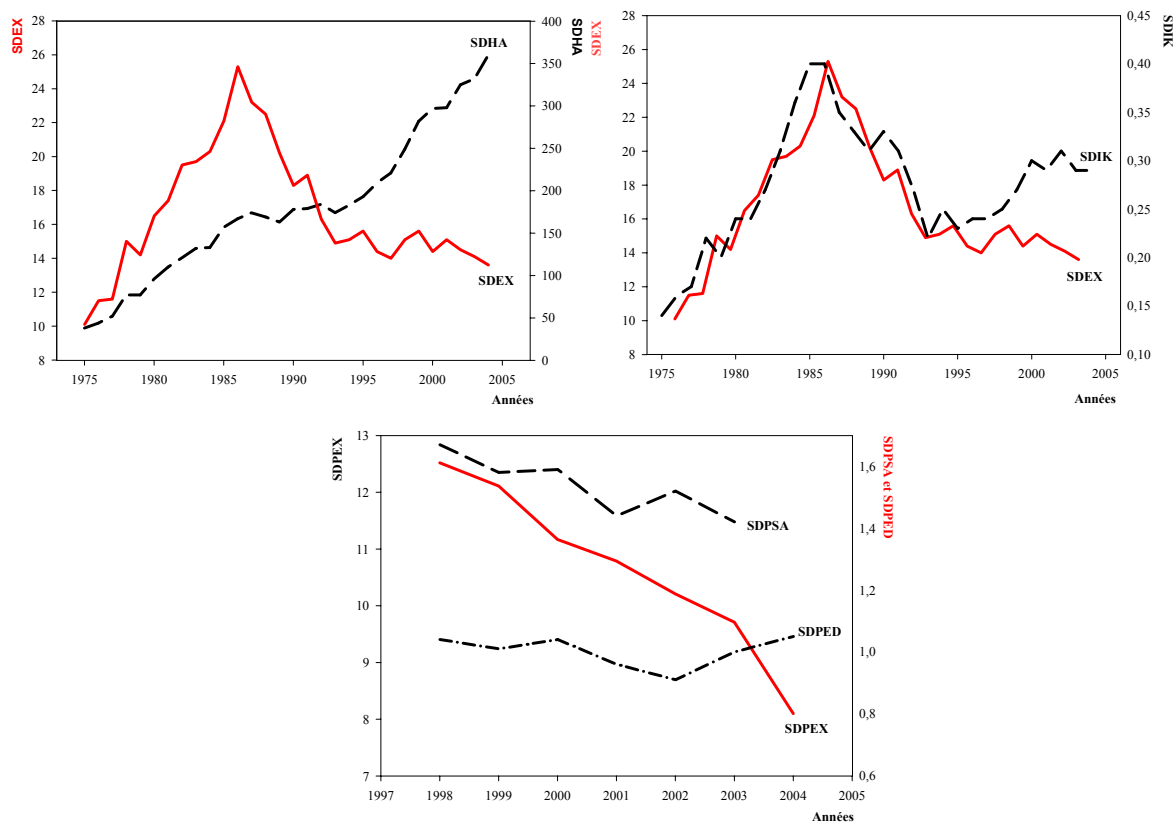 SDEX
28
26
24
22
20
18
16
14
12
10
8
400
350
300
250
200
150
100
50
0
SDHA
SDHA
SDEX
1975 1980 1985 1990 1995 2000 2005
Années
SDEX
28
26
24
22
20
18
16
14
12
10
8
0,45
0,40
0,35
0,30
0,25
0,20
0,15
0,10
SDIK
SDIK
SDEX
1975 1980 1985 1990 1995 2000 2005
Années
SDPEX
13
12
11
10
9
8
7
1,6
1,4
1,2
1,0
0,8
0,6
SDPSA et SDPED
SDPSA
SDPED
SDPEX
1997 1998 1999 2000 2001 2002 2003 2004 2005
Années